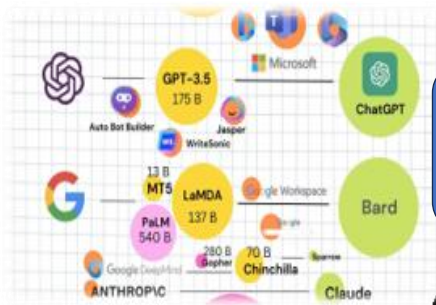 Microsoft
GPT-3.5
175 B
ChatGPT
Auto Bot Builder
Jasper
WriteSonic
13 B
MT5
LaMDA
137 B
Google Workspace
Bard
PaLM
540 B
Google
280 B
70 B
Gopher
Sparrow
Google DeepMind
Chinchilla
ANTHROP\C
Claude